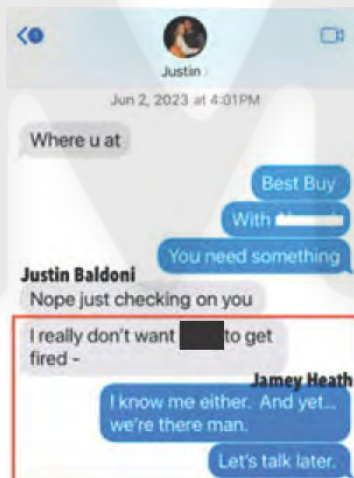 1
Justin
Jun 2, 2023 at 4:01PM
Where u at
Best Buy
With
You need something
Justin Baldoni
Nope just checking on you
I really don't want to get
fired -
Jamey Heath
I know me either. And yet...
we're there man.
Let's talk later.